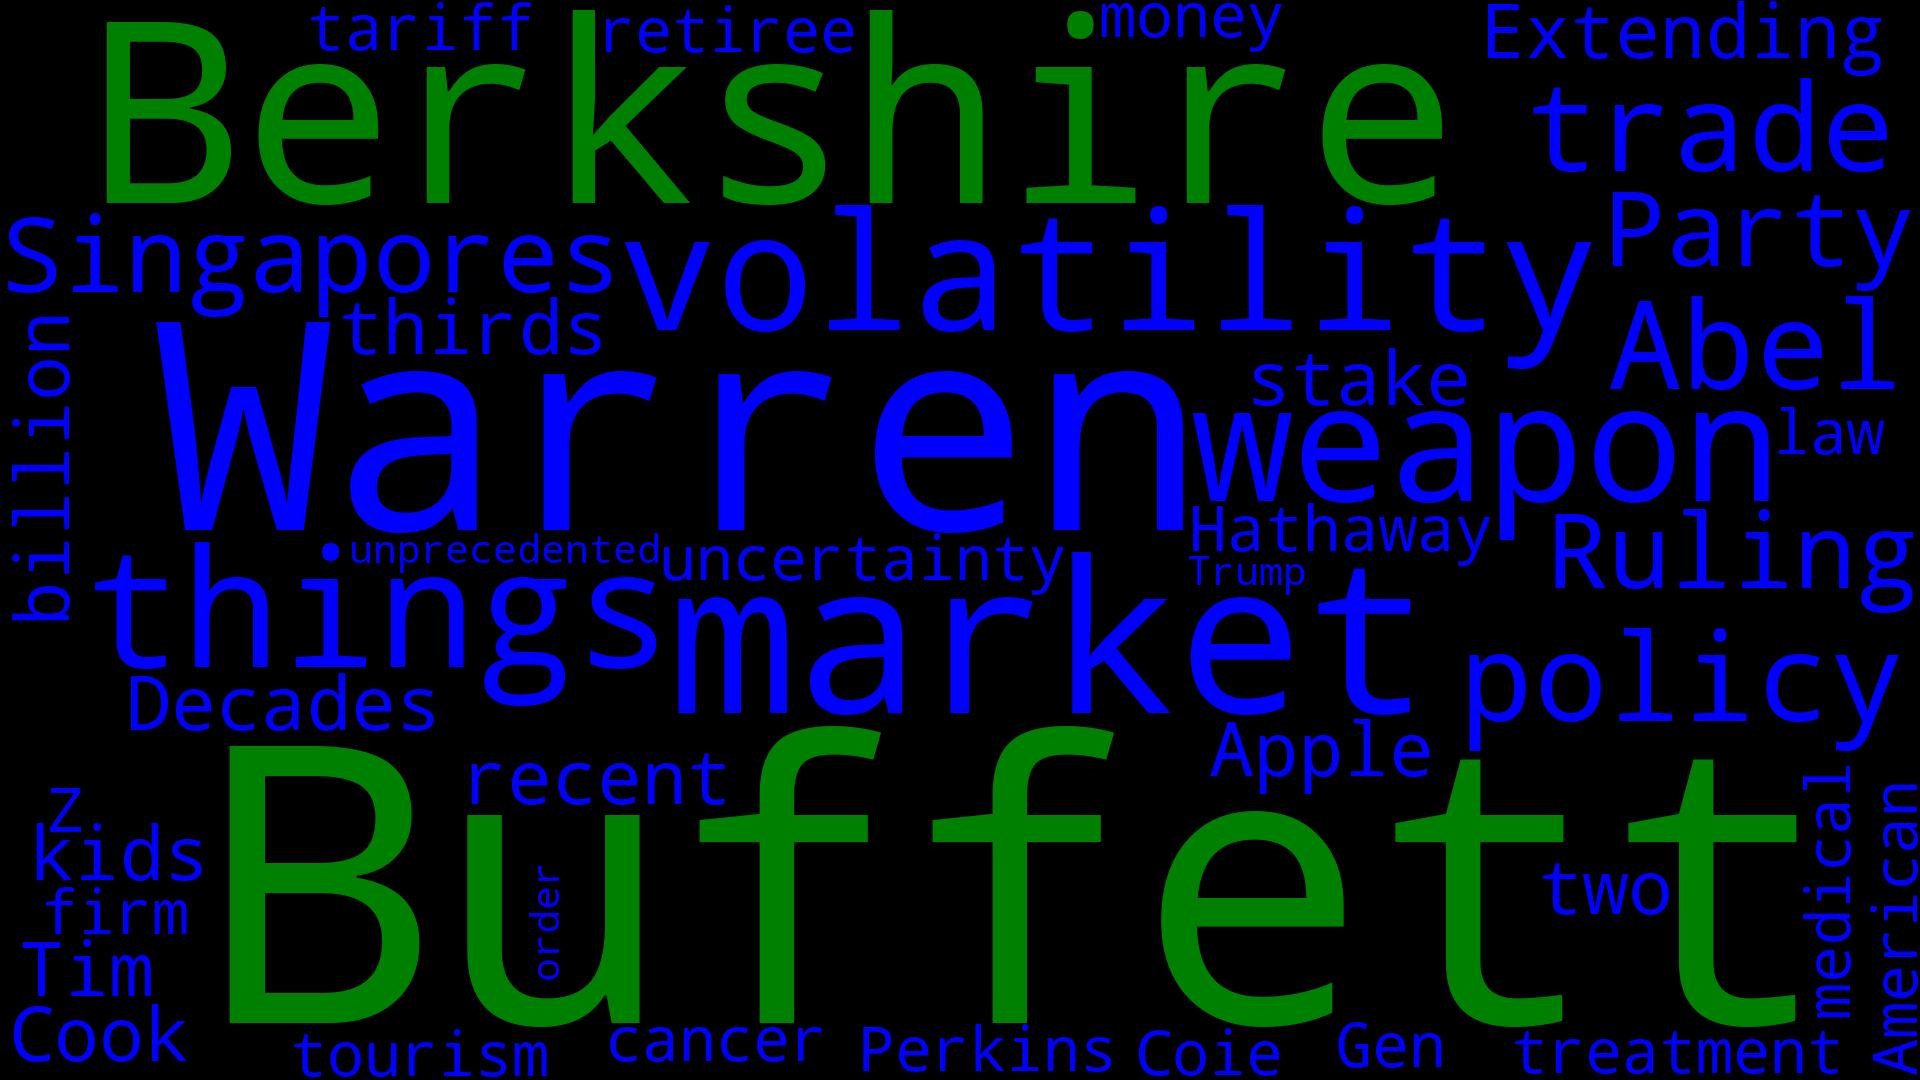 tariff
retiree
money
Extending
Berkshire
trade
Party
Singapores
volatility
thirds
Abel
billion
Warren
stake
weapon
law
Hathaway
Ruling
unprecedented
uncertainty
Trump
things
market
policy
Decades
Apple
recent
Buffett
Z
kids
firm
order
two
medical
American
Tim
Cook
tourism
cancer
Perkins
Coie
Gen
treatment